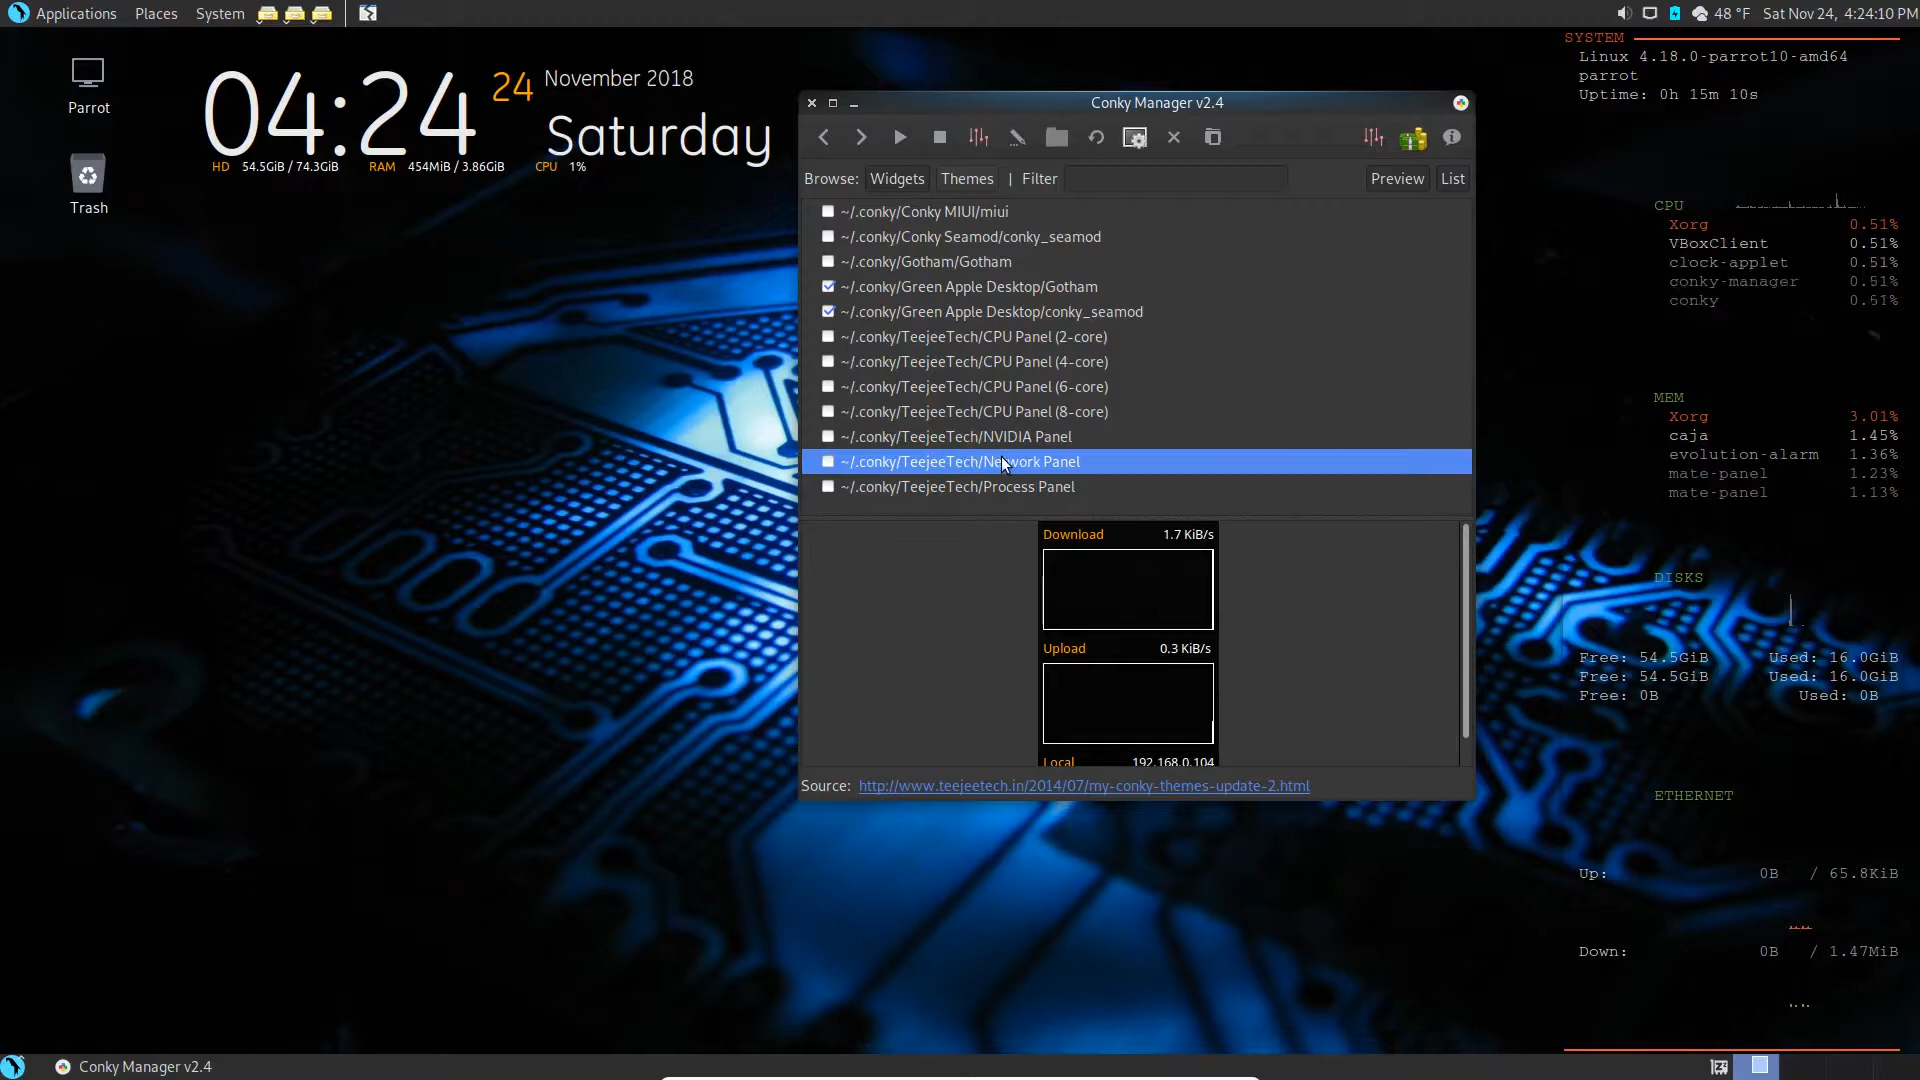 Applications Places System 48 °F Sat Nov 24, 4:24:10 PM
Parrot
Trash
04:24 24 November 2018
Saturday
HD 54.5GiB / 74.3GiB RAM 454MiB / 3.86GiB CPU 1%
Conky Manager v2.4
Browse: Widgets Themes | Filter Preview List
~/.conky/Conky MIUI/miui
~/.conky/Conky Seamod/conky_seamod
~/.conky/Gotham/Gotham
~/.conky/Green Apple Desktop/Gotham
~/.conky/Green Apple Desktop/conky_seamod
~/.conky/TeejeeTech/CPU Panel (2-core)
~/.conky/TeejeeTech/CPU Panel (4-core)
~/.conky/TeejeeTech/CPU Panel (6-core)
~/.conky/TeejeeTech/CPU Panel (8-core)
~/.conky/TeejeeTech/NVIDIA Panel
~/.conky/TeejeeTech/Network Panel
~/.conky/TeejeeTech/Process Panel
Download 1.7 KiB/s
Upload 0.3 KiB/s
Local 192.168.0.104
Source: http://www.teejeetech.in/2014/07/my-conky-themes-update-2.html
SYSTEM
Linux 4.18.0-parrot10-amd64
parrot
Uptime: 0h 15m 10s
CPU
Xorg 0.51%
VBoxClient 0.51%
clock-applet 0.51%
conky-manager 0.51%
conky 0.51%
MEM
Xorg 3.01%
caja 1.45%
evolution-alarm 1.36%
mate-panel 1.23%
mate-panel 1.13%
DISKS
Free: 54.5GiB Used: 16.0GiB
Free: 54.5GiB Used: 16.0GiB
Free: 0B Used: 0B
ETHERNET
Up: 0B / 65.8KiB
Down: 0B / 1.47MiB
Conky Manager v2.4